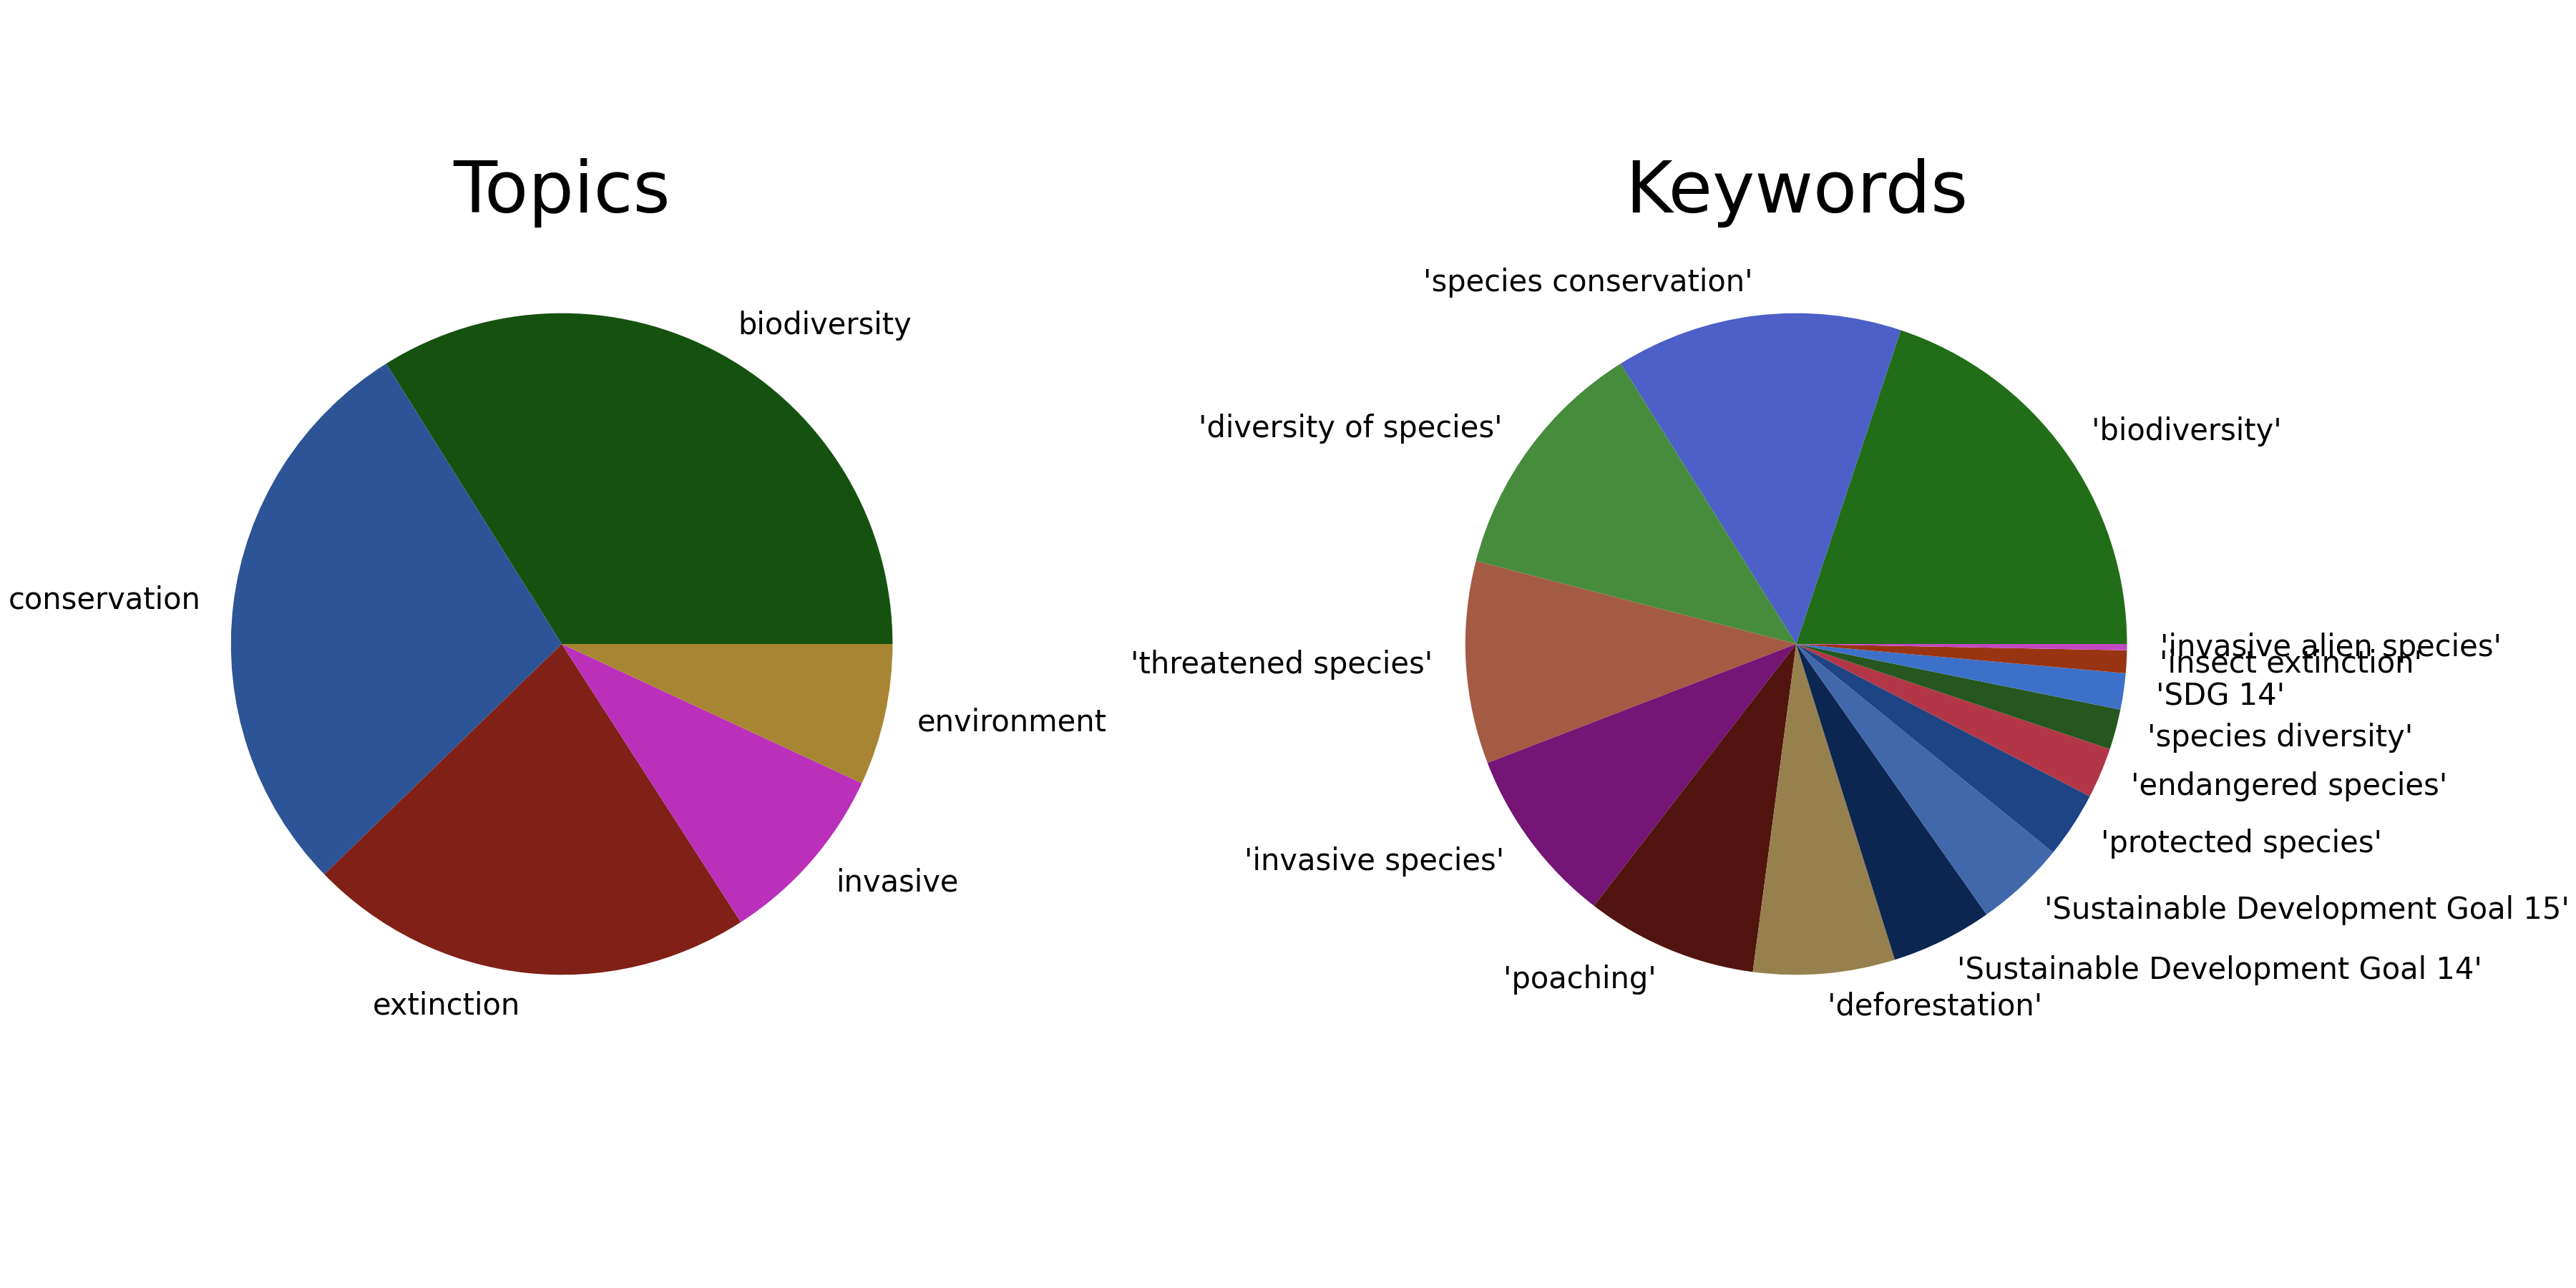 Topics
biodiversity
conservation
environment
invasive
extinction
Keywords
'species conservation'
'diversity of species'
'biodiversity'
'invasive alien species'
'insect extinction'
'threatened species'
'SDG 14'
'species diversity'
'endangered species'
'protected species'
'invasive species'
'Sustainable Development Goal 15'
'Sustainable Development Goal 14'
'poaching'
'deforestation'